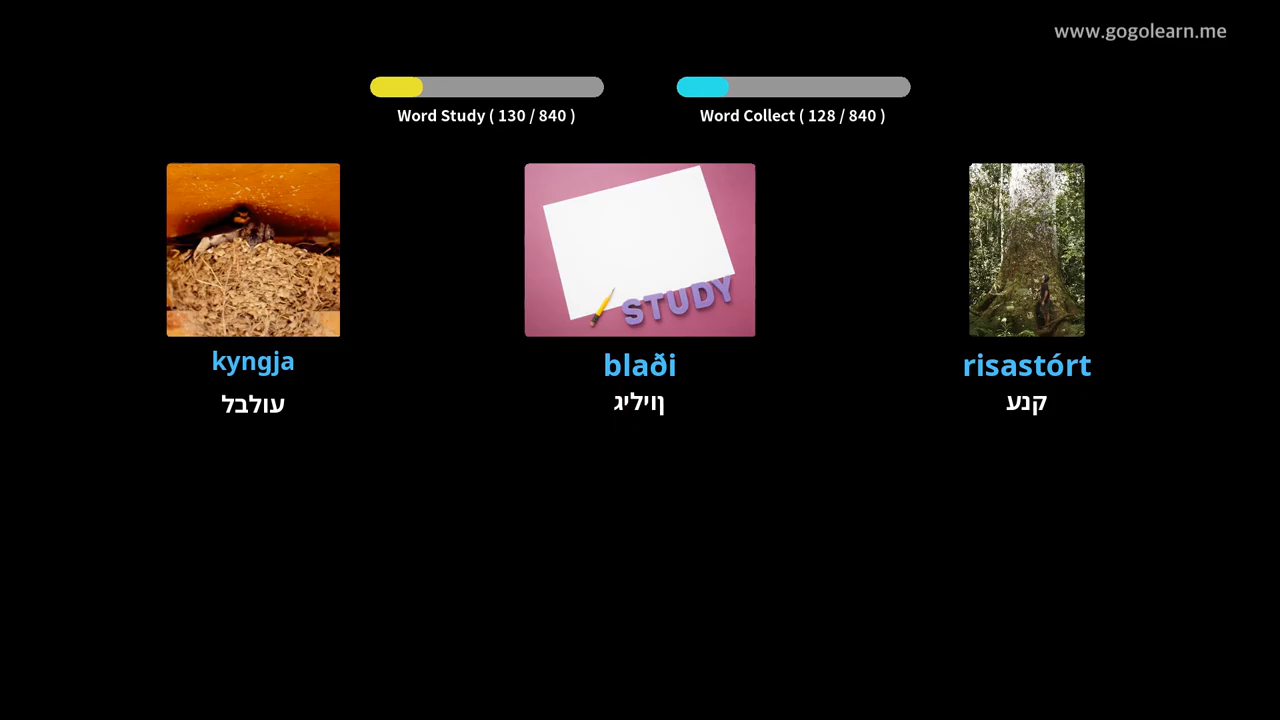 www.gogolearn.me
Word Study ( 130 / 840 )
Word Collect ( 128 / 840 )
kyngja
עולבל
blaði
ןויליג
risastórt
קנע
STUDY